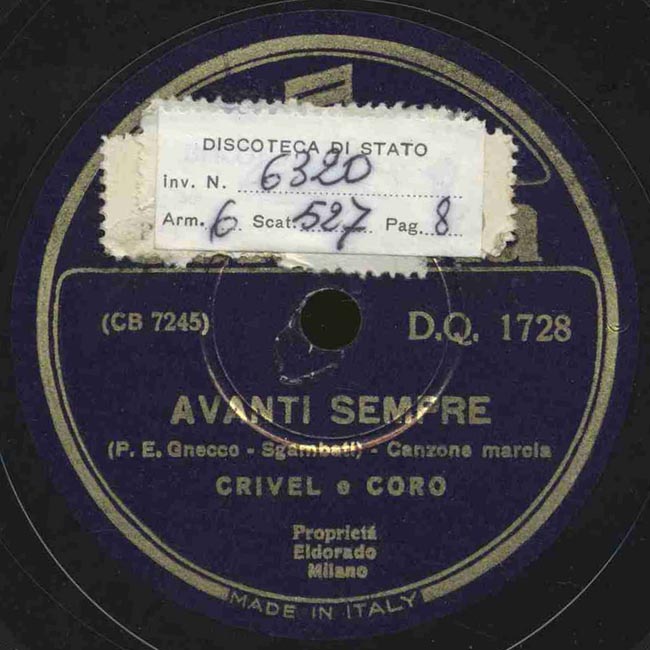 DISCOTECA DI STATO
inv. N. 6320
Arm. 6 Scat. 527 Pag. 8
(CB 7245) D.Q. 1728
AVANTI SEMPRE
(P. E. Gnecco - Sgambati) - Canzone marcia
CRIVEL e CORO
Proprietá
Eldorado
Milano
MADE IN ITALY